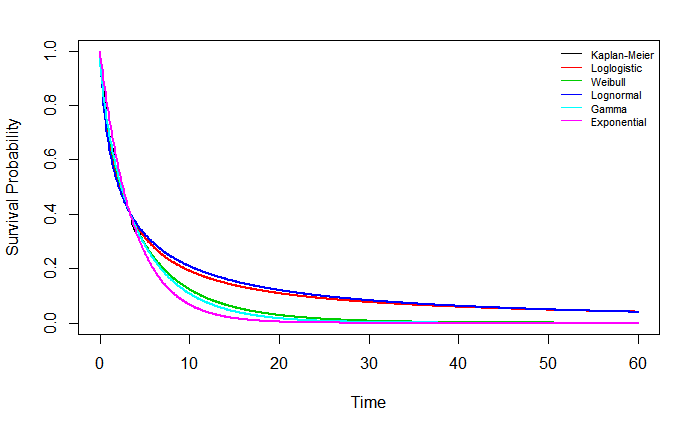 Kaplan-Meier
Loglogistic
Weibull
Lognormal
Gamma
Exponential
Survival Probability
1.0
0.8
0.6
0.4
0.2
0.0
0 10 20 30 40 50 60
Time